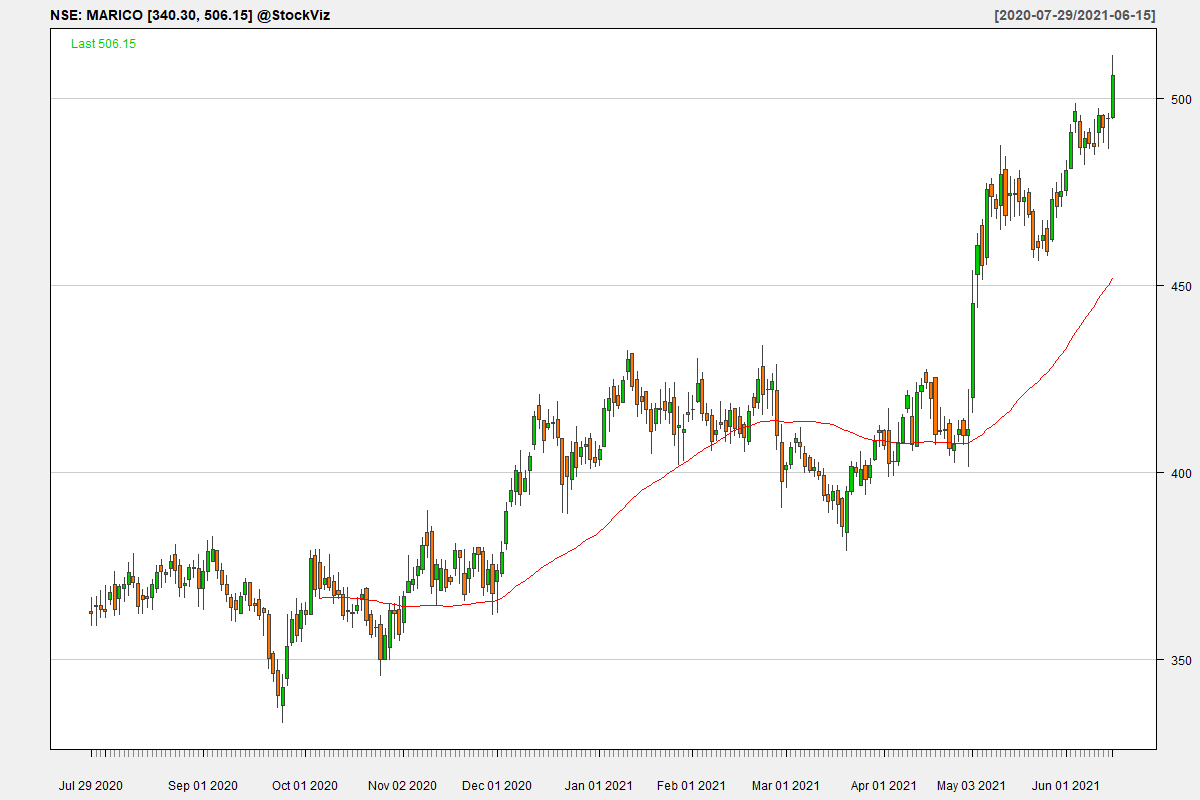 NSE: MARICO [340.30, 506.15] @StockViz [2020-07-29/2021-06-15]
Last 506.15
500
450
400
350
Jul 29 2020 Sep 01 2020 Oct 01 2020 Nov 02 2020 Dec 01 2020 Jan 01 2021 Feb 01 2021 Mar 01 2021 Apr 01 2021 May 03 2021 Jun 01 2021